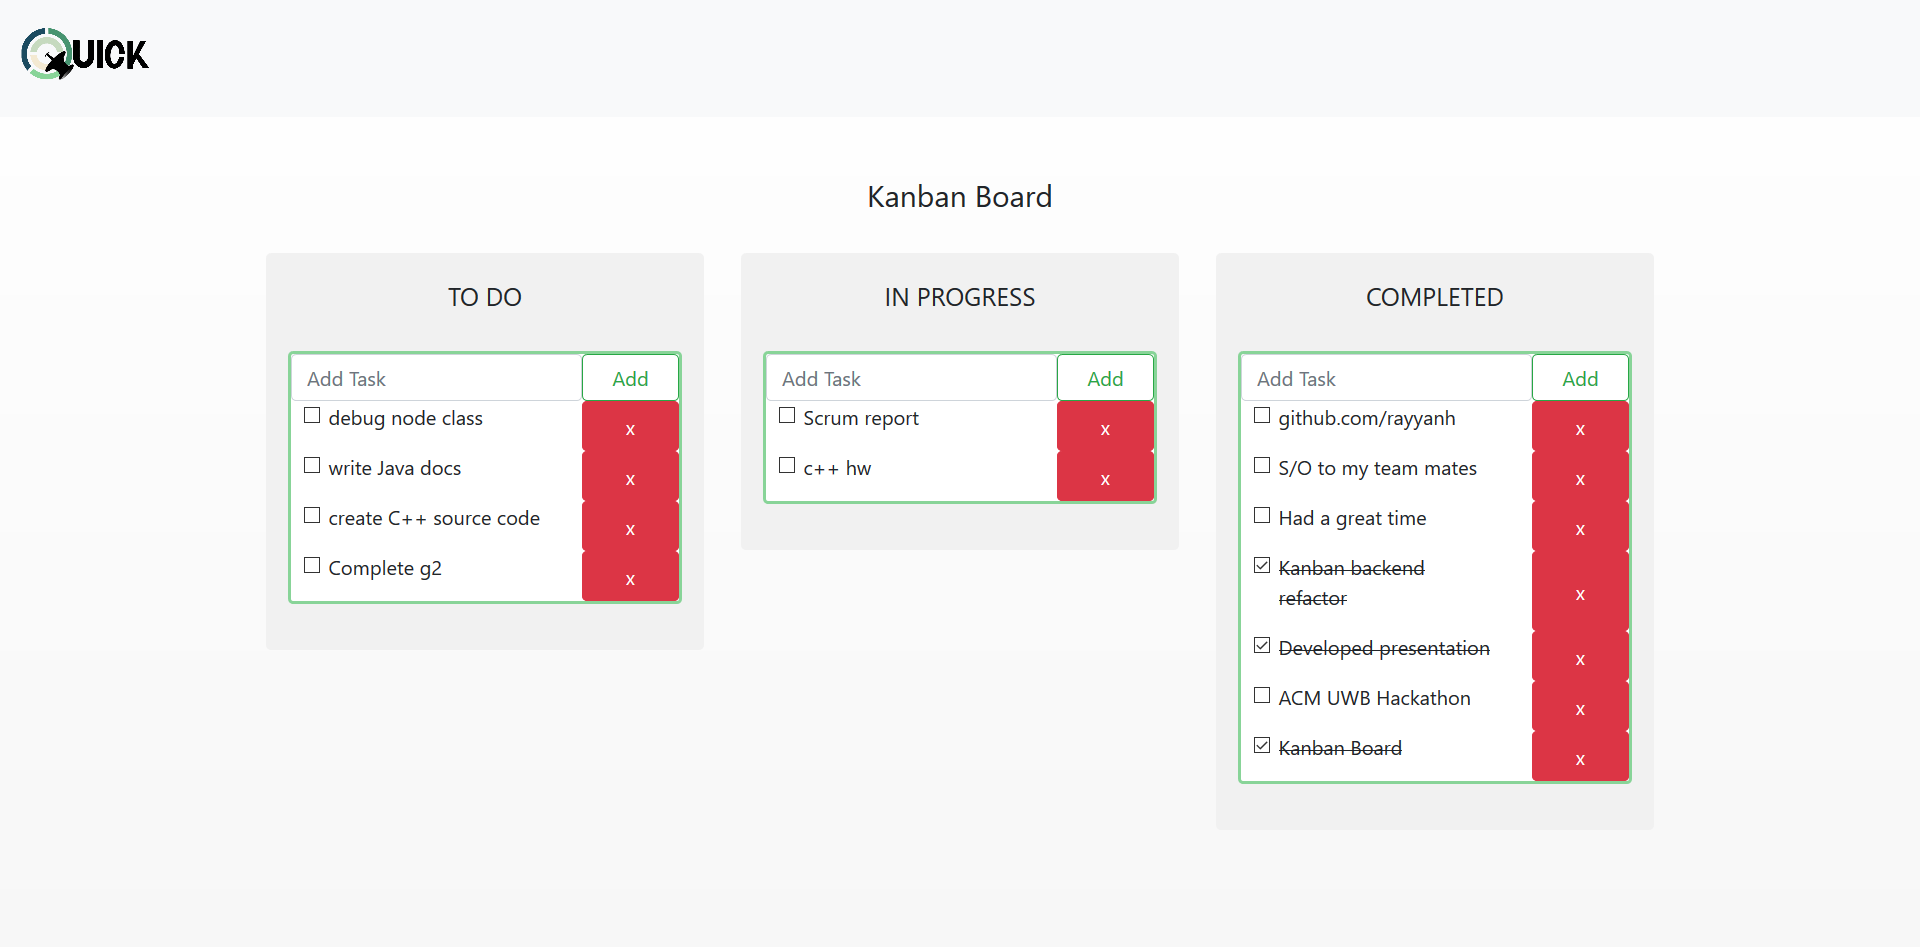 QUICK
Kanban Board
TO DO
Add Task Add
debug node class x
write Java docs x
create C++ source code x
Complete g2 x
IN PROGRESS
Add Task Add
Scrum report x
c++ hw x
COMPLETED
Add Task Add
github.com/rayyanh x
S/O to my team mates x
Had a great time x
Kanban backend
refactor x
Developed presentation x
ACM UWB Hackathon x
Kanban Board x